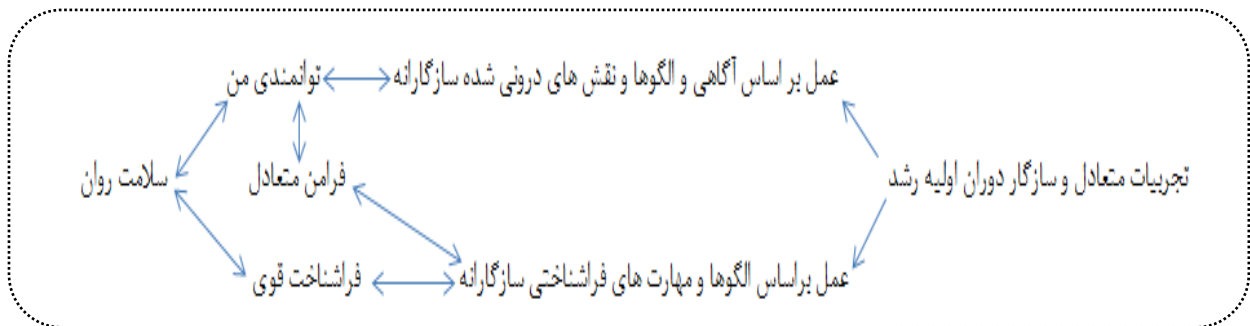 عمل بر اساس آگاهی و الگوها و نقش های درونی شده سازگارانه
توانمندی من
تجربیات متعادل و سازگار دوران اولیه رشد
فرامن متعادل
سلامت روان
عمل براساس الگوها و مهارت های فراشناختی سازگارانه
فراشناخت قوی